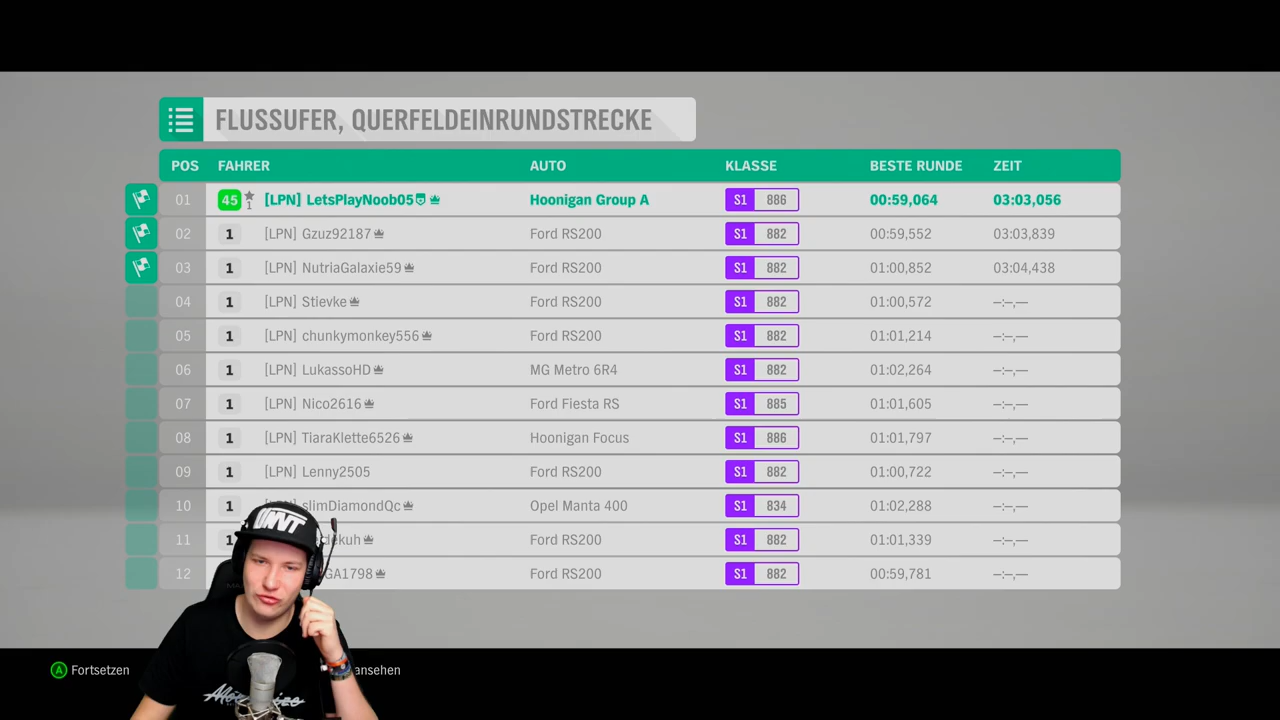 FLUSSUFER, QUERFELDEINRUNDSTRECKE
POS FAHRER AUTO KLASSE BESTE RUNDE ZEIT
01 45 1 [LPN] LetsPlayNoob05 Hoonigan Group A S1 886 00:59,064 03:03,056
02 1 [LPN] Gzuz92187 Ford RS200 S1 882 00:59,552 03:03,839
03 1 [LPN] NutriaGalaxie59 Ford RS200 S1 882 01:00,852 03:04,438
04 1 [LPN] Stievke Ford RS200 S1 882 01:00,572 --:--,---
05 1 [LPN] chunkymonkey556 Ford RS200 S1 882 01:01,214 --:--,---
06 1 [LPN] LukassoHD MG Metro 6R4 S1 882 01:02,264 --:--,---
07 1 [LPN] Nico2616 Ford Fiesta RS S1 885 01:01,605 --:--,---
08 1 [LPN] TiaraKlette6526 Hoonigan Focus S1 886 01:01,797 --:--,---
09 1 [LPN] Lenny2505 Ford RS200 S1 882 01:00,722 --:--,---
10 1 [LPN] slimDiamondQc Opel Manta 400 S1 834 01:02,288 --:--,---
11 1 Ford RS200 S1 882 01:01,339 --:--,---
12 GA1798 Ford RS200 S1 882 00:59,781 --:--,---
A Fortsetzen ansehen